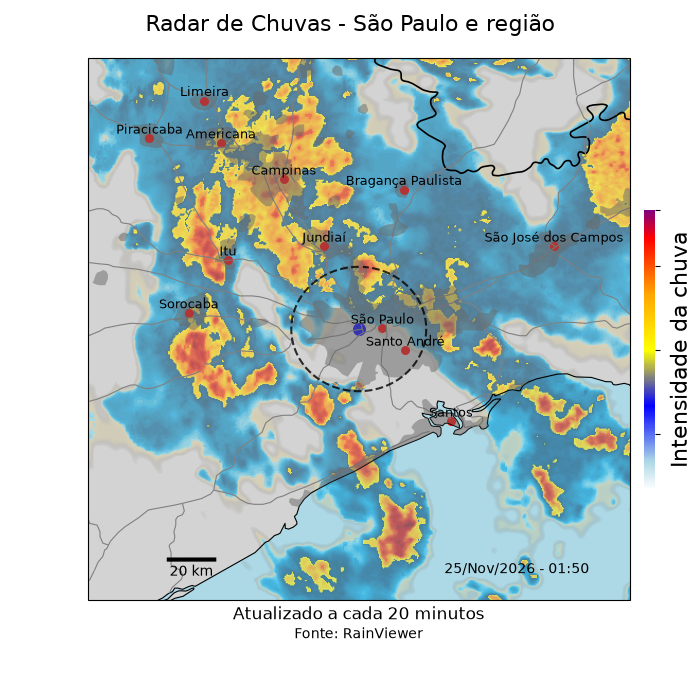 Radar de Chuvas - São Paulo e região
Limeira
Piracicaba
Americana
Campinas
Bragança Paulista
Jundiaí
São José dos Campos
Itu
Sorocaba
São Paulo
Santo André
Santos
Intensidade da chuva
20 km
25/Nov/2026 - 01:50
Atualizado a cada 20 minutos
Fonte: RainViewer